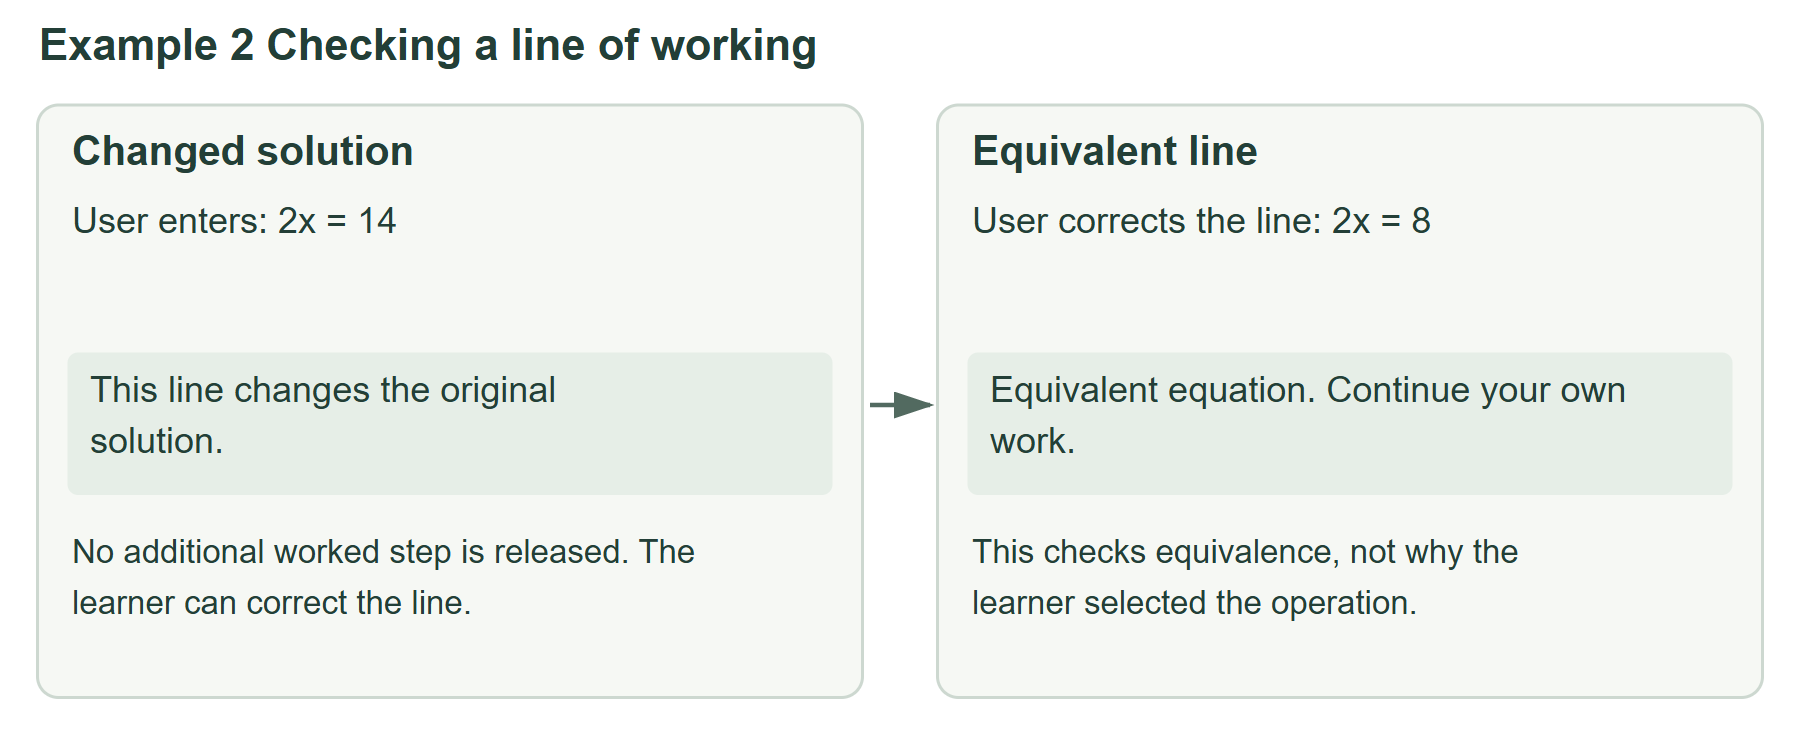 Example 2 Checking a line of working
Changed solution
User enters: 2x = 14
This line changes the original
solution.
No additional worked step is released. The
learner can correct the line.
Equivalent line
User corrects the line: 2x = 8
Equivalent equation. Continue your own
work.
This checks equivalence, not why the
learner selected the operation.